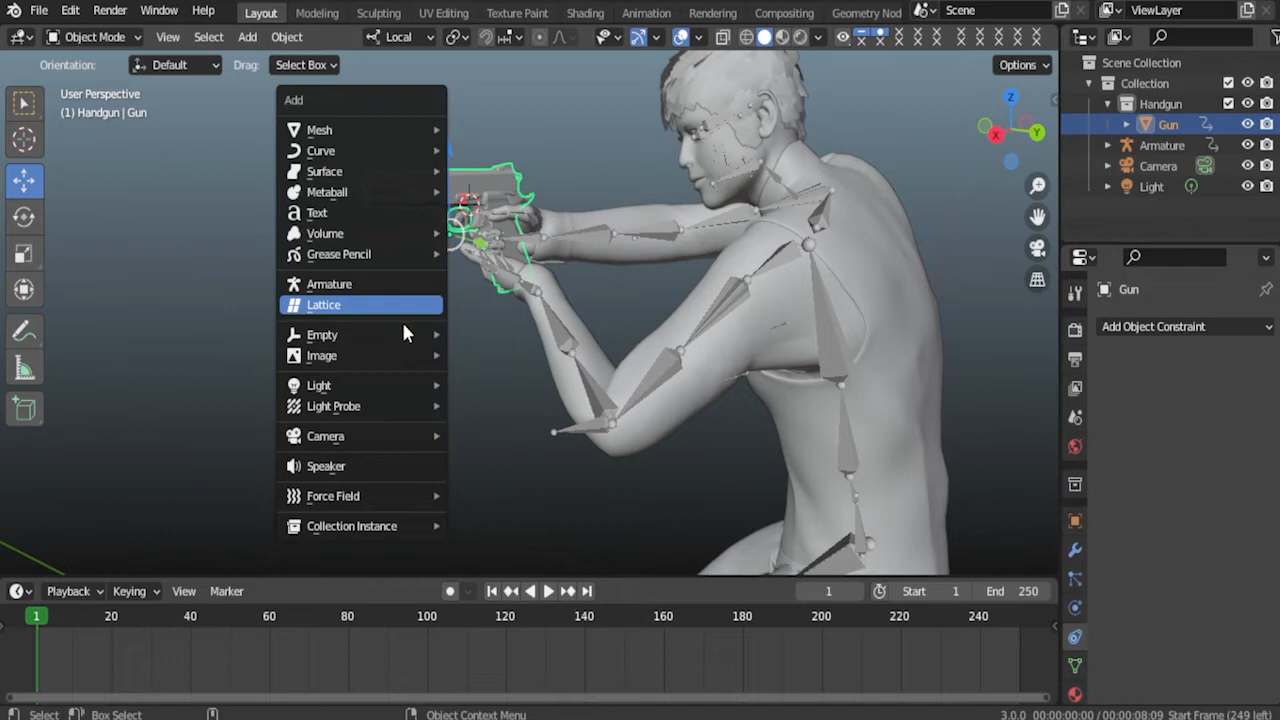 File Edit Render Window Help Layout Modeling Sculpting UV Editing Texture Paint Shading Animation Rendering Compositing Geometry Nod Scene ViewLayer
Object Mode View Select Add Object Local
Orientation: Default Drag: Select Box Options
User Perspective
(1) Handgun | Gun
Add
Mesh
Curve
Surface
Metaball
Text
Volume
Grease Pencil
Armature
Lattice
Empty
Image
Light
Light Probe
Camera
Speaker
Force Field
Collection Instance
Z
X
Y
Scene Collection
Collection
Handgun
Gun
Armature
Camera
Light
Gun
Add Object Constraint
Playback Keying View Marker 1 Start 1 End 250
1 20 40 60 80 100 120 140 160 180 200 220 240
Select Box Select Object Context Menu 3.0.0 00:00:00:00 / 00:00:08:09 Start Frame (249 left)